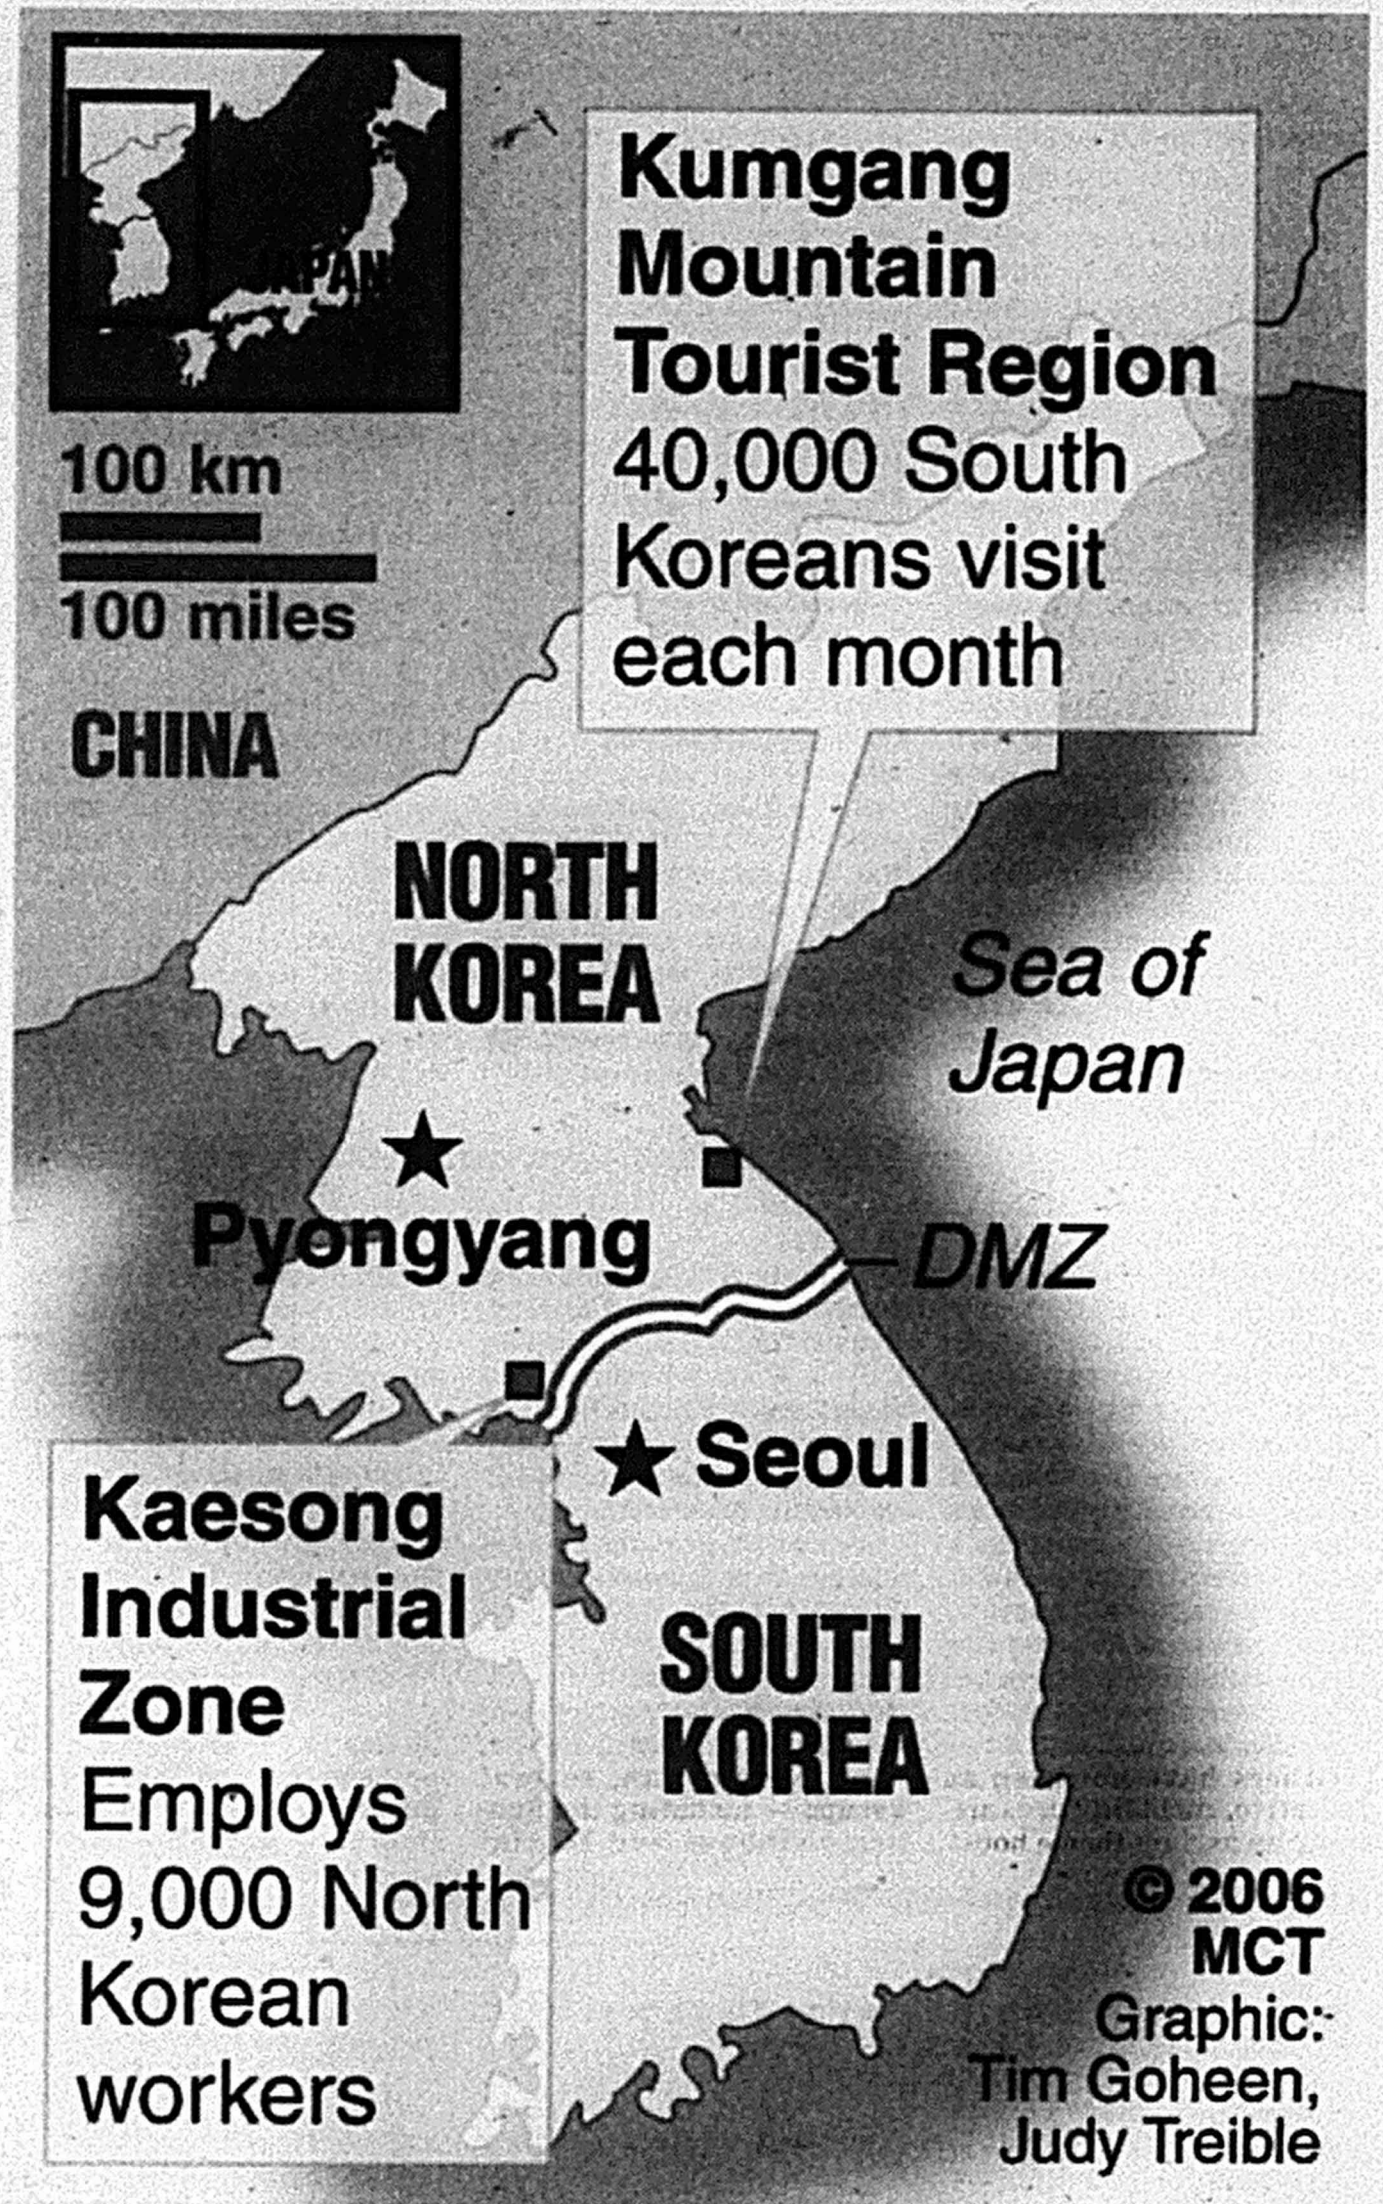 JAPAN
Kumgang
Mountain
Tourist Region
40,000 South
Koreans visit
each month
100 km
100 miles
CHINA
NORTH
KOREA
Sea of
Japan
Pyongyang
DMZ
Seoul
Kaesong
Industrial
Zone
Employs
9,000 North
Korean
workers
SOUTH
KOREA
© 2006
MCT
Graphic:
Tim Goheen,
Judy Treible